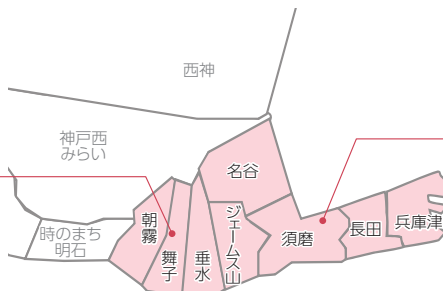 西神
神戸西
みらい
名谷
時のまち
明石
朝霧
舞子
垂水
ジェームス山
須磨
長田
兵庫津